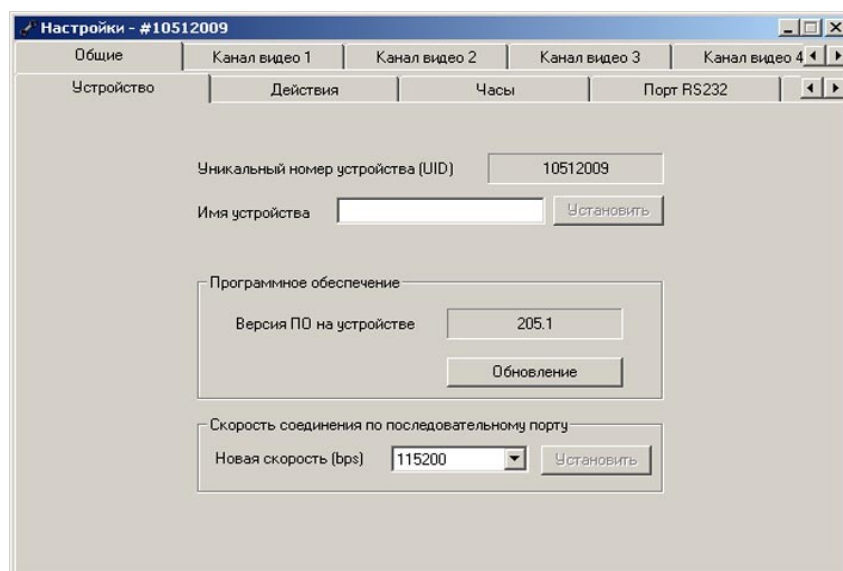 Настройки - #10512009
Общие Канал видео 1 Канал видео 2 Канал видео 3 Канал видео 4
Устройство Действия Часы Порт RS232
Уникальный номер устройства (UID) 10512009
Имя устройства Установить
Программное обеспечение
Версия ПО на устройстве 205.1
Обновление
Скорость соединения по последовательному порту
Новая скорость (bps) 115200 Установить